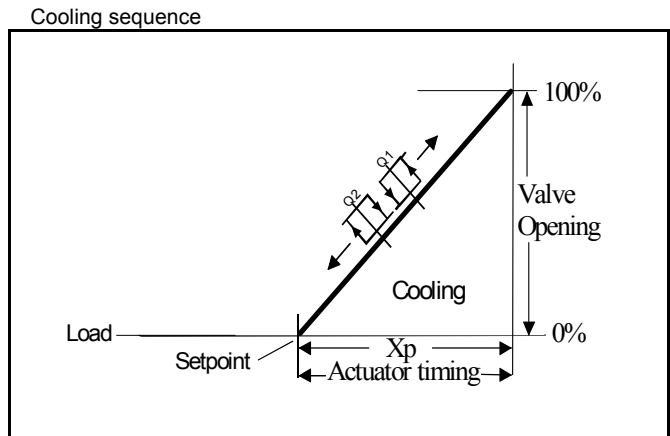 Cooling sequence
100%
Q1
Q2
Valve
Opening
Cooling
Load
0%
Setpoint
Xp
Actuator timing